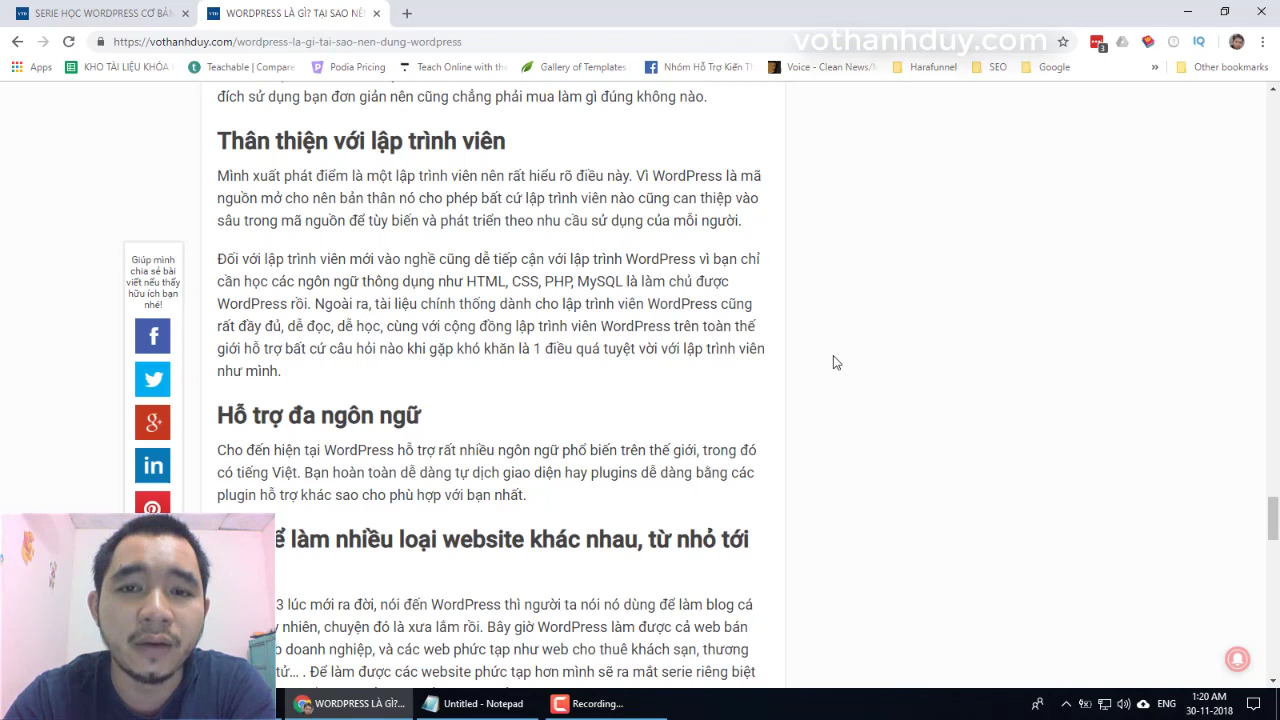 SERIE HỌC WORDPRESS CƠ BẢN
WORDPRESS LÀ GÌ? TẠI SAO NÊN
https://vothanhduy.com/wordpress-la-gi-tai-sao-nen-dung-wordpress
vothanhduy.com
3
IQ
Apps
KHO TÀI LIỆU KHÓA
Teachable | Compare
Podia Pricing
Teach Online with the
Gallery of Templates
Nhóm Hỗ Trợ Kiến T
Voice - Clean News/M
Harafunnel
SEO
Google
»
Other bookmarks
đích sử dụng bạn đơn giản nên cũng chẳng phải mua làm gì đúng không nào.
Thân thiện với lập trình viên
Mình xuất phát điểm là một lập trình viên nên rất hiểu rõ điều này. Vì WordPress là mã
nguồn mở cho nên bản thân nó cho phép bất cứ lập trình viên nào cũng can thiệp vào
sâu trong mã nguồn để tùy biến và phát triển theo nhu cầu sử dụng của mỗi người.
Đối với lập trình viên mới vào nghề cũng dễ tiếp cận với lập trình WordPress vì bạn chỉ
cần học các ngôn ngữ thông dụng như HTML, CSS, PHP, MySQL là làm chủ được
WordPress rồi. Ngoài ra, tài liệu chính thống dành cho lập trình viên WordPress cũng
rất đầy đủ, dễ đọc, dễ học, cùng với cộng đồng lập trình viên WordPress trên toàn thế
giới hỗ trợ bất cứ câu hỏi nào khi gặp khó khăn là 1 điều quá tuyệt vời với lập trình viên
như mình.
Giúp mình
chia sẻ bài
viết nếu thấy
hữu ích bạn
nhé!
Hỗ trợ đa ngôn ngữ
Cho đến hiện tại WordPress hỗ trợ rất nhiều ngôn ngữ phổ biến trên thế giới, trong đó
có tiếng Việt. Bạn hoàn toàn dễ dàng tự dịch giao diện hay plugins dễ dàng bằng các
plugin hỗ trợ khác sao cho phù hợp với bạn nhất.
ể làm nhiều loại website khác nhau, từ nhỏ tới
3 lúc mới ra đời, nói đến WordPress thì người ta nói nó dùng để làm blog cá
nhiên, chuyện đó là xưa lắm rồi. Bây giờ WordPress làm được cả web bán
doanh nghiệp, và các web phức tạp như web cho thuê khách sạn, thương
tử... . Để làm được các website phức tạp hơn mình sẽ ra mắt serie riêng biệt
WORDPRESS LÀ GÌ?...
Untitled - Notepad
Recording...
ENG
1:20 AM
30-11-2018